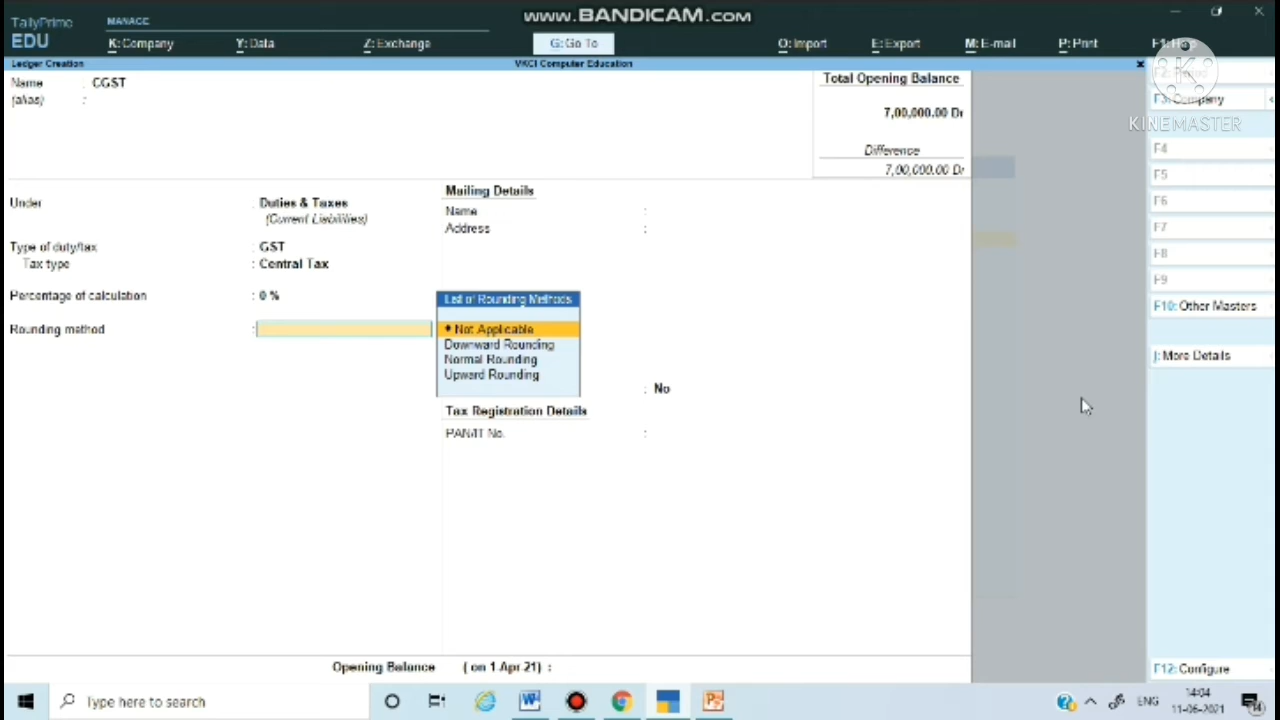 www.BANDICAM.com
TallyPrime
EDU
MANAGE
K:Company
Y:Data
Z:Exchange
G:Go To
O:Import
E:Export
M:E-mail
P:Print
F1:Help
Ledger Creation
VKCI Computer Education
Name : CGST
(alias) :
Total Opening Balance
7,00,000.00 Dr
Difference
7,00,000.00 Dr
F3:Company
KINEMASTER
F4
F5
F6
F7
F8
F9
F10: Other Masters
J: More Details
Under : Duties & Taxes
(Current Liabilities)
Type of duty/tax : GST
Tax type : Central Tax
Percentage of calculation : 0 %
Rounding method :
Mailing Details
Name :
Address :
List of Rounding Methods
♦ Not Applicable
Downward Rounding
Normal Rounding
Upward Rounding
: No
Tax Registration Details
PAN/IT No. :
Opening Balance ( on 1 Apr 21) :
F12: Configure
Type here to search
ENG
14:04
11-06-2021